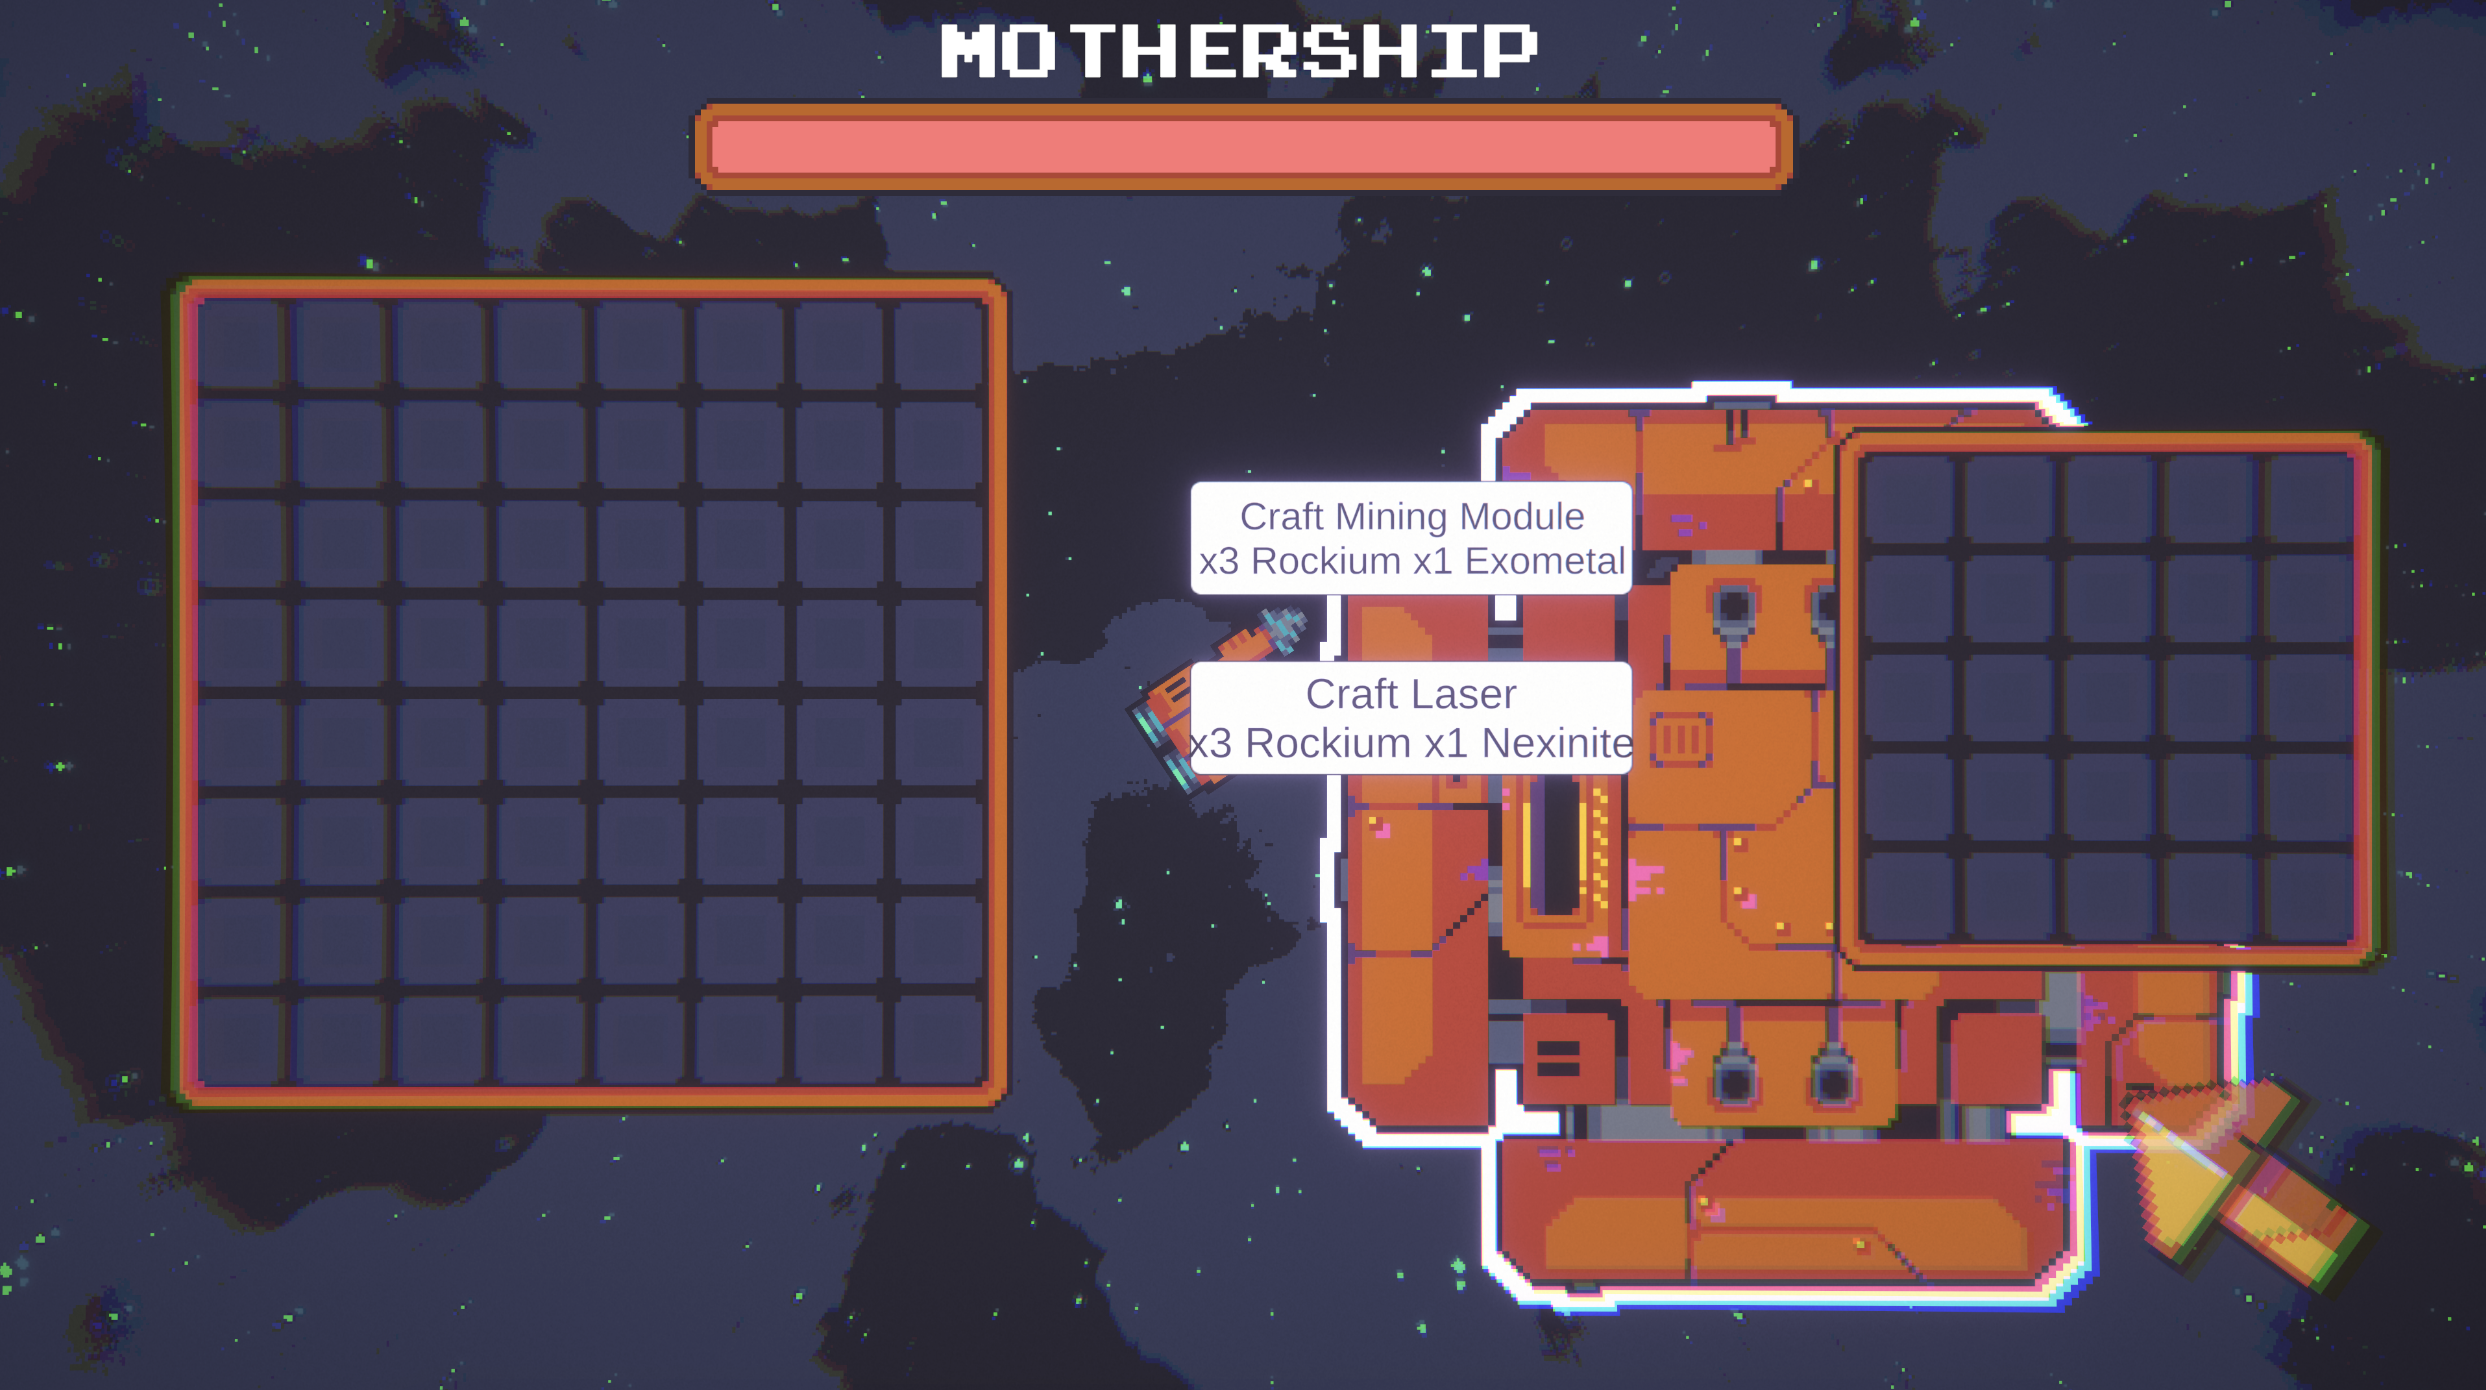 MOTHERSHIP
Craft Mining Module
x3 Rockium x1 Exometal
Craft Laser
x3 Rockium x1 Nexinite